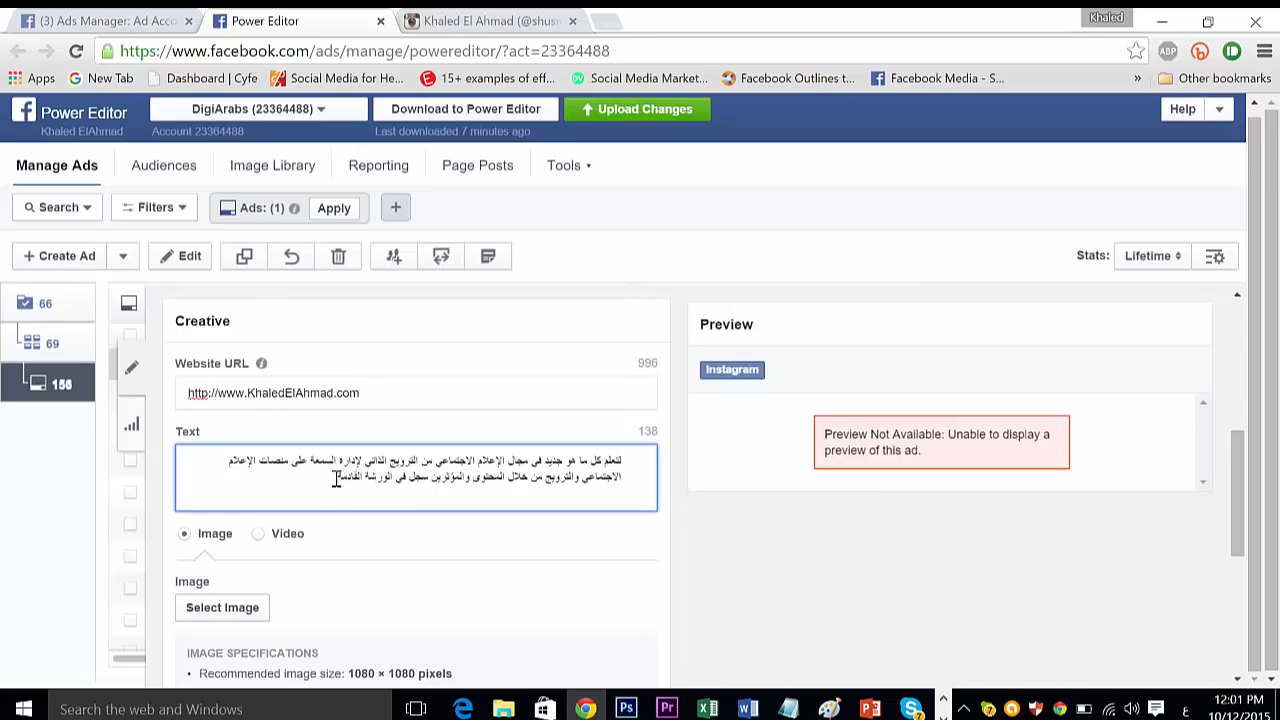 (3) Ads Manager: Ad Acco
Power Editor
Khaled El Ahmad (@shusm
Khaled
https://www.facebook.com/ads/manage/powereditor/?act=23364488
ABP
Apps
New Tab
Dashboard | Cyfe
Social Media for He...
15+ examples of eff...
Social Media Market...
Facebook Outlines t...
Facebook Media - S...
»
Other bookmarks
Power Editor
Khaled ElAhmad
DigiArabs (23364488)
Account 23364488
Download to Power Editor
Last downloaded 7 minutes ago
Upload Changes
Help
Manage Ads
Audiences
Image Library
Reporting
Page Posts
Tools
Search
Filters
Ads: (1)
Apply
+
+ Create Ad
Edit
Stats:
Lifetime
66
69
156
Creative
Website URL
996
http://www.KhaledElAhmad.com
Text
138
لتعلم كل ما هو جديد في مجال الإعلام الاجتماعي من الترويج الذاتي لإدارة السمعة على منصات الإعلام
الاجتماعي والترويج من خلال المحتوى والمؤثرين سجل في الورشة القادمة
Image
Video
Image
Select Image
IMAGE SPECIFICATIONS
• Recommended image size: 1080 × 1080 pixels
Preview
Instagram
Preview Not Available: Unable to display a
preview of this ad.
Search the web and Windows
Ps
Pr
ع
12:01 PM
10/12/2015